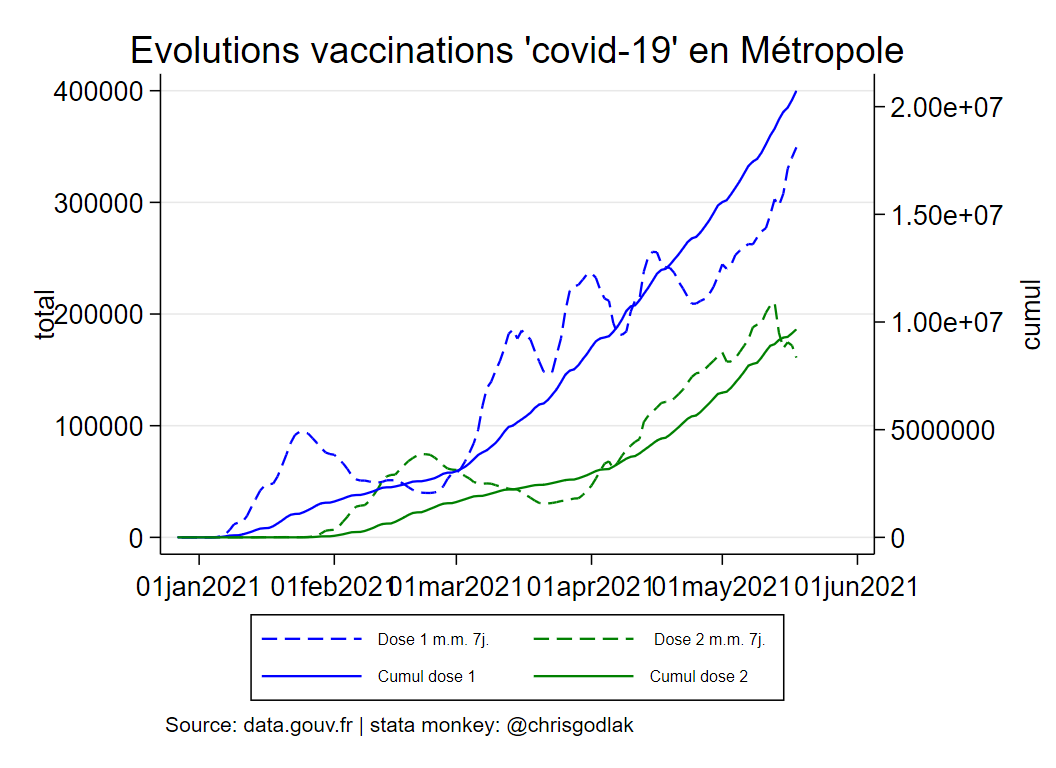 Evolutions vaccinations 'covid-19' en Métropole
400000
300000
200000
100000
0
total
2.00e+07
1.50e+07
1.00e+07
5000000
0
cumul
01jan2021 01feb2021 01mar2021 01apr2021 01may2021 01jun2021
Dose 1 m.m. 7j. Dose 2 m.m. 7j.
Cumul dose 1 Cumul dose 2
Source: data.gouv.fr | stata monkey: @chrisgodlak